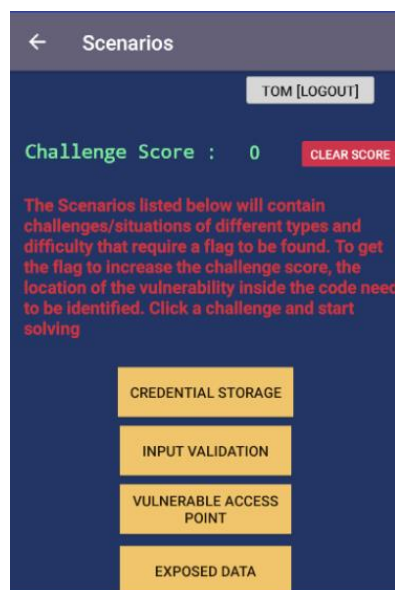 ← Scenarios
TOM [LOGOUT]
Challenge Score : 0 CLEAR SCORE
The Scenarios listed below will contain
challenges/situations of different types and
difficulty that require a flag to be found. To get
the flag to increase the challenge score, the
location of the vulnerability inside the code need
to be identified. Click a challenge and start
solving
CREDENTIAL STORAGE
INPUT VALIDATION
VULNERABLE ACCESS
POINT
EXPOSED DATA